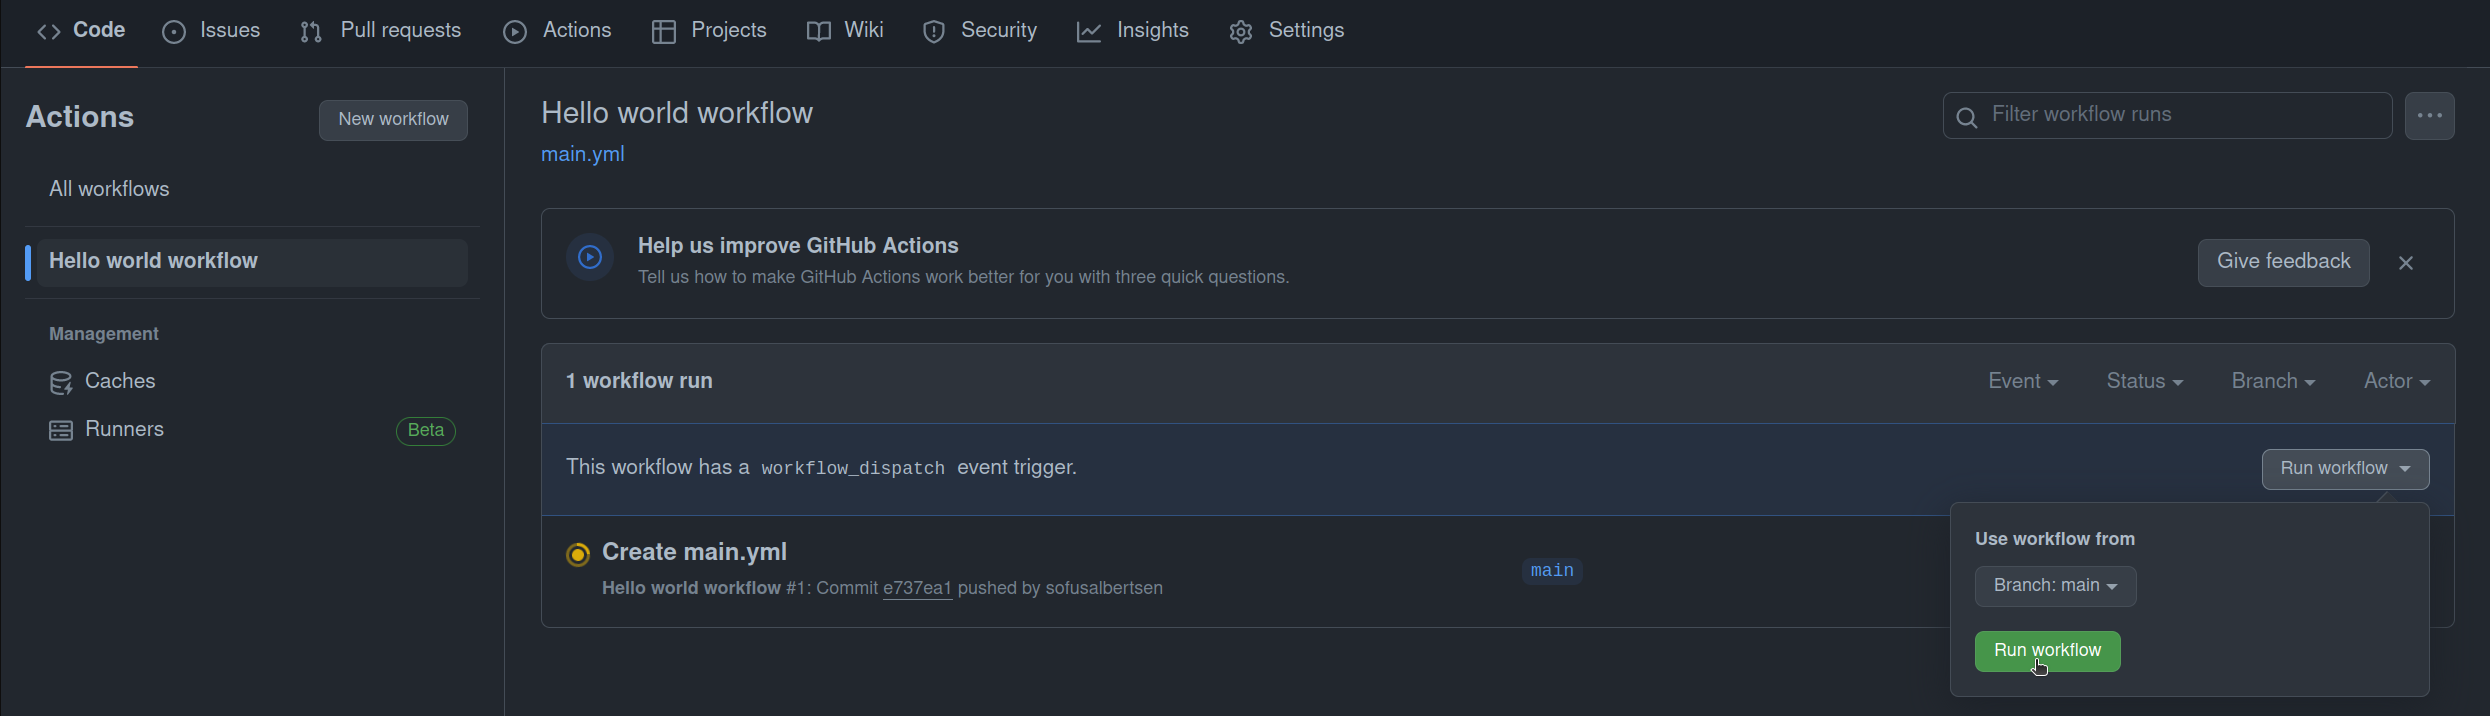 Code Issues Pull requests Actions Projects Wiki Security Insights Settings
Actions
New workflow
All workflows
Hello world workflow
Management
Caches
Runners Beta
Hello world workflow
main.yml
Filter workflow runs
Help us improve GitHub Actions
Tell us how to make GitHub Actions work better for you with three quick questions.
Give feedback
1 workflow run
Event Status Branch Actor
This workflow has a workflow_dispatch event trigger.
Run workflow
Create main.yml
Hello world workflow #1: Commit e737ea1 pushed by sofusalbertsen
main
Use workflow from
Branch: main
Run workflow